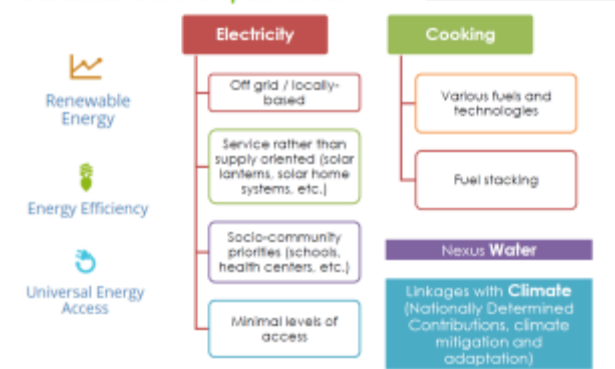 Electricity
Cooking
Renewable
Energy
Energy Efficiency
Universal Energy
Access
Off grid / locally-
based
Service rather than
supply oriented (solar
lanterns, solar home
systems, etc.)
Socio-community
priorities (schools,
health centers, etc.)
Minimal levels of
access
Various fuels and
technologies
Fuel stacking
Nexus Water
Linkages with Climate
(Nationally Determined
Contributions, climate
mitigation and
adaptation)